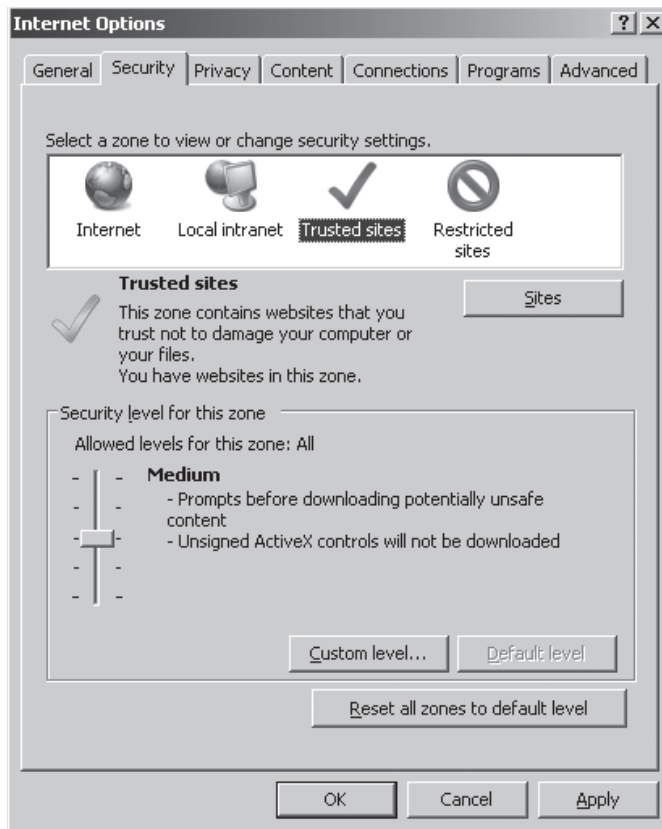 Internet Options
General Security Privacy Content Connections Programs Advanced
Select a zone to view or change security settings.
Internet Local intranet Trusted sites Restricted
sites
Trusted sites
Sites
This zone contains websites that you
trust not to damage your computer or
your files.
You have websites in this zone.
Security level for this zone
Allowed levels for this zone: All
Medium
- Prompts before downloading potentially unsafe
content
- Unsigned ActiveX controls will not be downloaded
Custom level... Default level
Reset all zones to default level
OK Cancel Apply